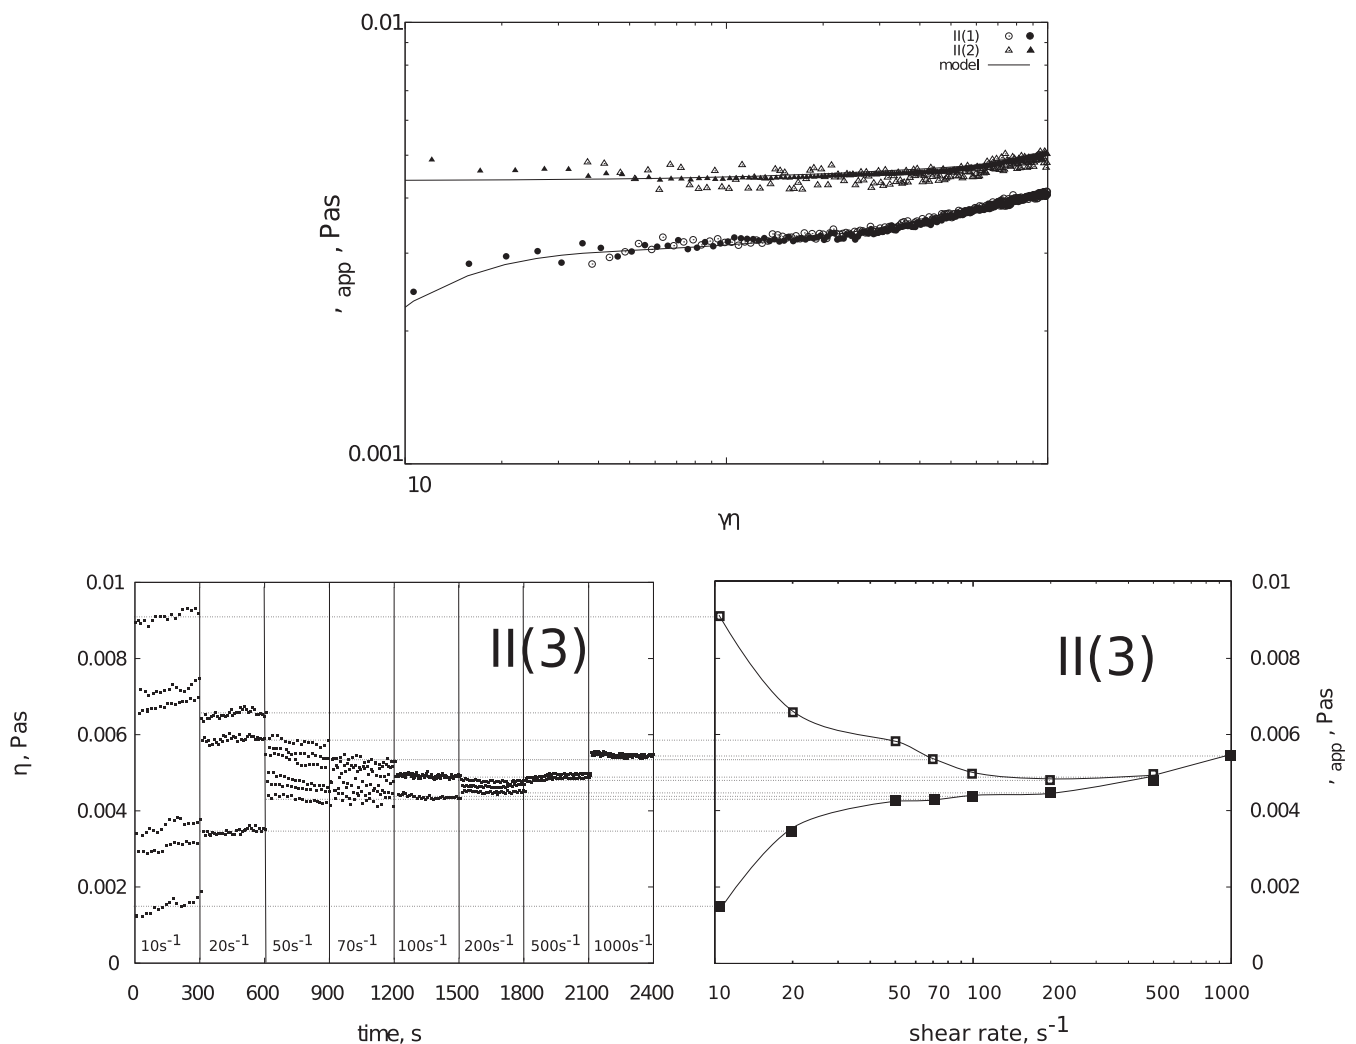 0.01
II(1)
II(2)
model
, app , Pas
0.001
10
γη
0.01
0.008
0.006
0.004
0.002
0
η, Pas
II(3)
10s-1 20s-1 50s-1 70s-1 100s-1 200s-1 500s-1 1000s-1
0 300 600 900 1200 1500 1800 2100 2400
time, s
II(3)
0.01
0.008
0.006
0.004
0.002
0
, app , Pas
10 20 50 70 100 200 500 1000
shear rate, s-1